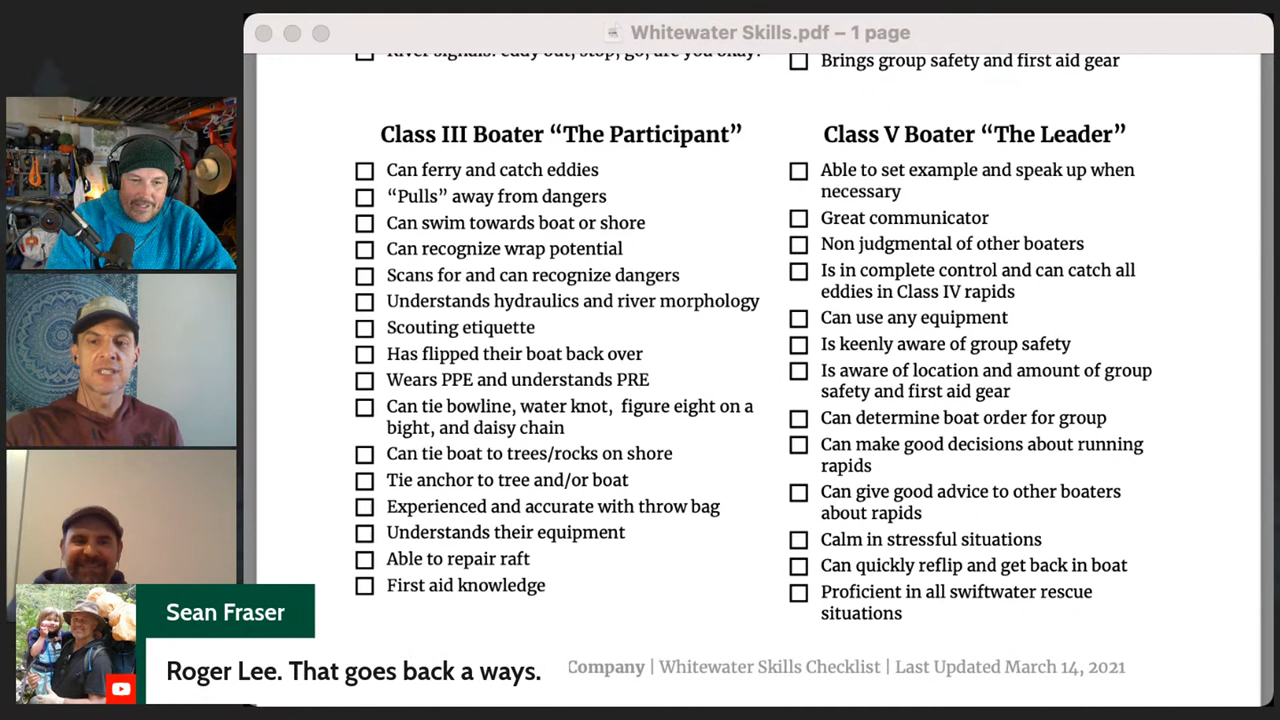 Whitewater Skills.pdf – 1 page
River signals: eddy out, stop, go, are you okay?
Class III Boater “The Participant”
Can ferry and catch eddies
“Pulls” away from dangers
Can swim towards boat or shore
Can recognize wrap potential
Scans for and can recognize dangers
Understands hydraulics and river morphology
Scouting etiquette
Has flipped their boat back over
Wears PPE and understands PRE
Can tie bowline, water knot, figure eight on a
bight, and daisy chain
Can tie boat to trees/rocks on shore
Tie anchor to tree and/or boat
Experienced and accurate with throw bag
Understands their equipment
Able to repair raft
First aid knowledge
Brings group safety and first aid gear
Class V Boater “The Leader”
Able to set example and speak up when
necessary
Great communicator
Non judgmental of other boaters
Is in complete control and can catch all
eddies in Class IV rapids
Can use any equipment
Is keenly aware of group safety
Is aware of location and amount of group
safety and first aid gear
Can determine boat order for group
Can make good decisions about running
rapids
Can give good advice to other boaters
about rapids
Calm in stressful situations
Can quickly reflip and get back in boat
Proficient in all swiftwater rescue
situations
Company | Whitewater Skills Checklist | Last Updated March 14, 2021
Sean Fraser
Roger Lee. That goes back a ways.